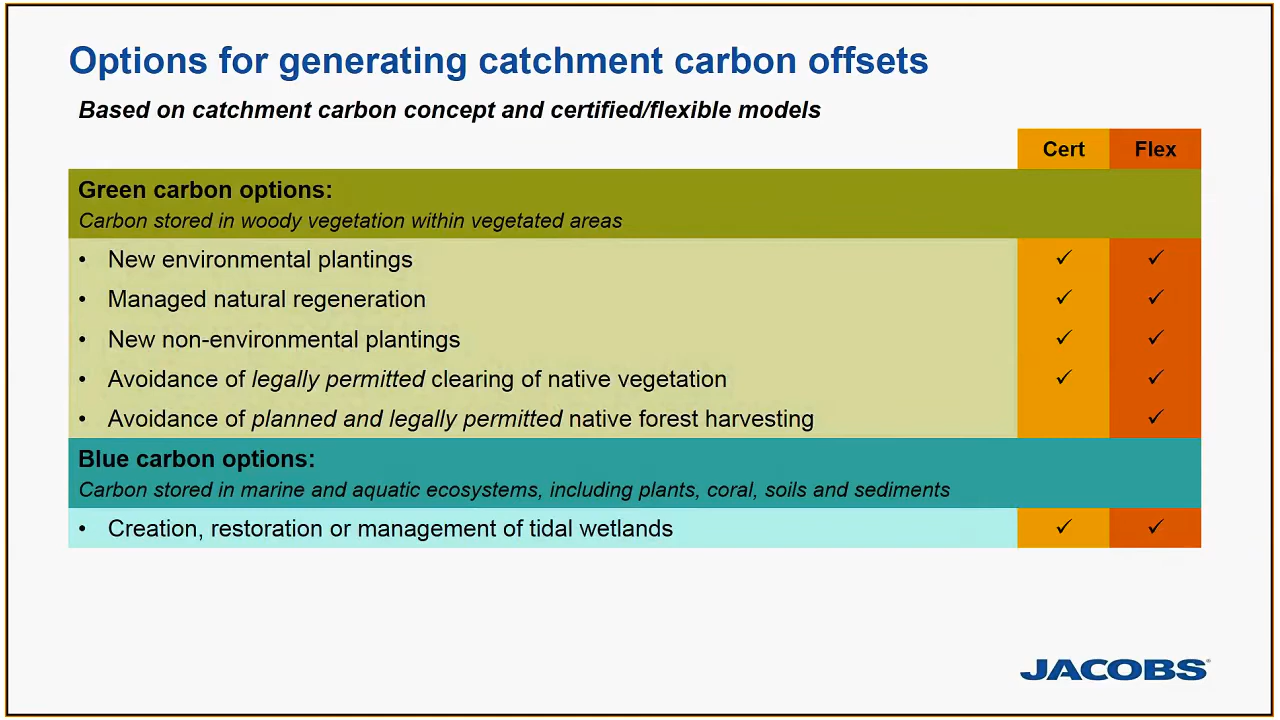 Options for generating catchment carbon offsets
Based on catchment carbon concept and certified/flexible models
Cert Flex
Green carbon options:
Carbon stored in woody vegetation within vegetated areas
• New environmental plantings ✓ ✓
• Managed natural regeneration ✓ ✓
• New non-environmental plantings ✓ ✓
• Avoidance of legally permitted clearing of native vegetation ✓ ✓
• Avoidance of planned and legally permitted native forest harvesting ✓
Blue carbon options:
Carbon stored in marine and aquatic ecosystems, including plants, coral, soils and sediments
• Creation, restoration or management of tidal wetlands ✓ ✓
JACOBS